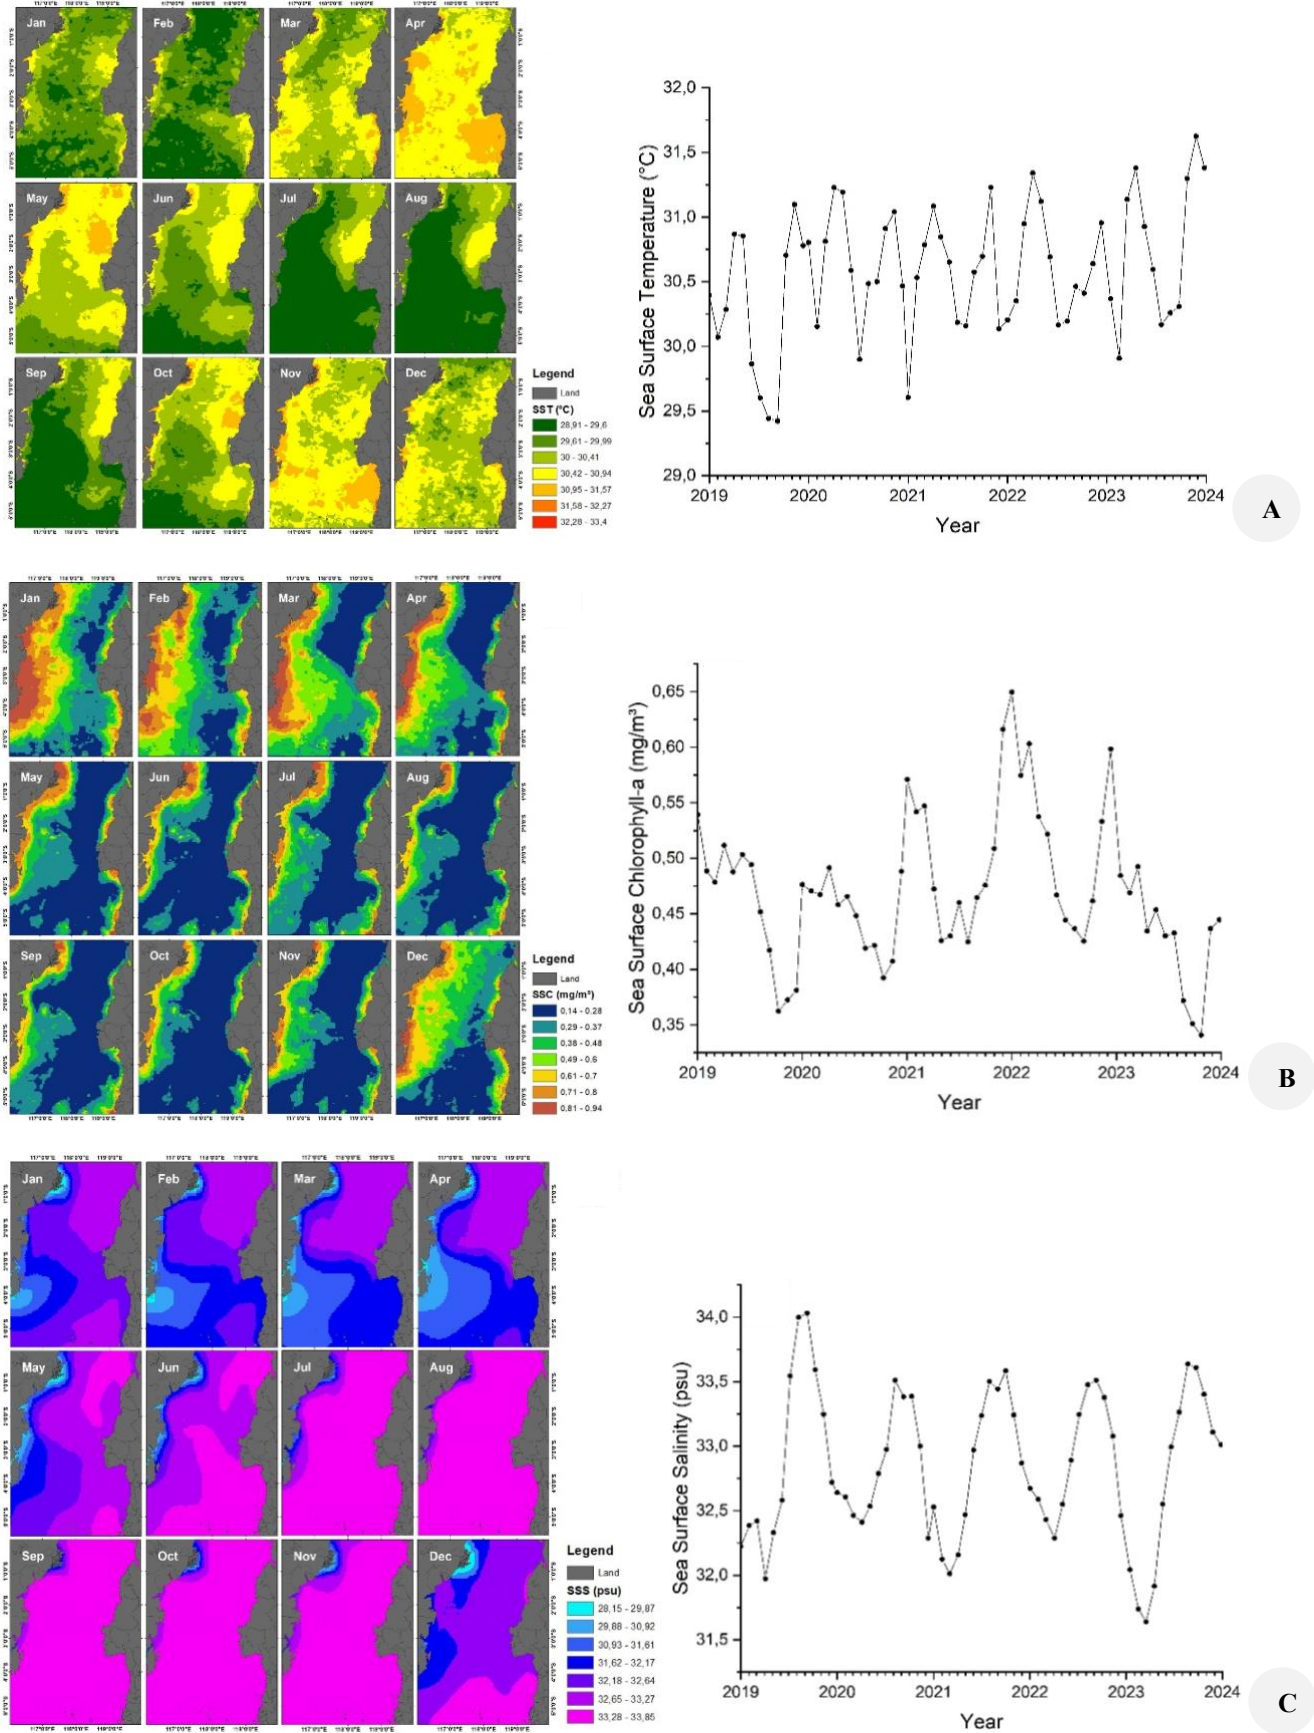 Jan
Feb
Mar
Apr
May
Jun
Jul
Aug
Sep
Oct
Nov
Dec
Legend
Land
SST (°C)
28,91 - 29,6
29,61 - 29,99
30 - 30,41
30,42 - 30,94
30,95 - 31,57
31,58 - 32,27
32,28 - 33,4
32,0
31,5
31,0
30,5
30,0
29,5
29,0
Sea Surface Temperature (°C)
2019 2020 2021 2022 2023 2024
Year
A
Jan
Feb
Mar
Apr
May
Jun
Jul
Aug
Sep
Oct
Nov
Dec
Legend
Land
SSC (mg/m³)
0,14 - 0,28
0,29 - 0,37
0,38 - 0,48
0,49 - 0,6
0,61 - 0,7
0,71 - 0,8
0,81 - 0,94
0,65
0,60
0,55
0,50
0,45
0,40
0,35
Sea Surface Chlorophyll-a (mg/m³)
2019 2020 2021 2022 2023 2024
Year
B
Jan
Feb
Mar
Apr
May
Jun
Jul
Aug
Sep
Oct
Nov
Dec
Legend
Land
SSS (psu)
28,15 - 29,87
29,88 - 30,92
30,93 - 31,61
31,62 - 32,17
32,18 - 32,64
32,65 - 33,27
33,28 - 33,85
34,0
33,5
33,0
32,5
32,0
31,5
Sea Surface Salinity (psu)
2019 2020 2021 2022 2023 2024
Year
C